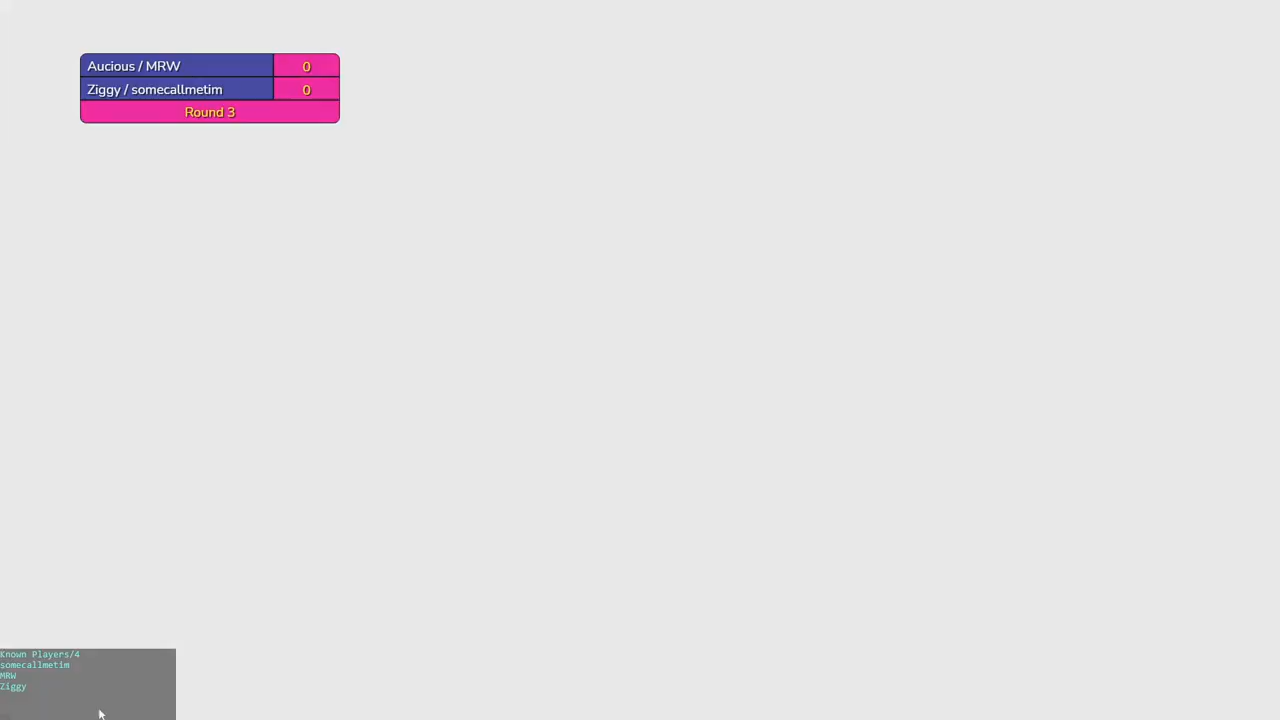 Aucious / MRW 0
Ziggy / somecallmetim 0
Round 3
Known Players/4
somecallmetim
MRW
Ziggy